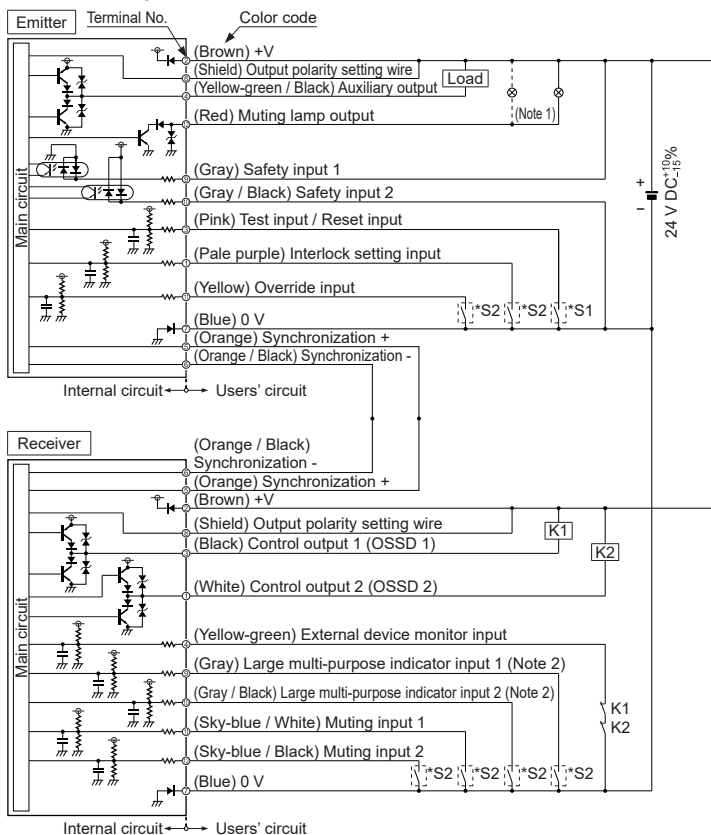 Terminal No. Color code
Emitter
(Brown) +V
(Shield) Output polarity setting wire
(Yellow-green / Black) Auxiliary output
Load
(Red) Muting lamp output
(Note 1)
(Gray) Safety input 1
(Gray / Black) Safety input 2
(Pink) Test input / Reset input
(Pale purple) Interlock setting input
(Yellow) Override input
*S2 *S2 *S1
(Blue) 0 V
(Orange) Synchronization +
(Orange / Black) Synchronization -
Main circuit
+
–
24 V DC +10 –15 %
Internal circuit Users' circuit
Receiver
(Orange / Black)
Synchronization -
(Orange) Synchronization +
(Brown) +V
(Shield) Output polarity setting wire
(Black) Control output 1 (OSSD 1)
K1
K2
(White) Control output 2 (OSSD 2)
(Yellow-green) External device monitor input
(Gray) Large multi-purpose indicator input 1 (Note 2)
(Gray / Black) Large multi-purpose indicator input 2 (Note 2)
K1
K2
(Sky-blue / White) Muting input 1
(Sky-blue / Black) Muting input 2
*S2 *S2 *S2 *S2
(Blue) 0 V
Main circuit
Internal circuit Users' circuit